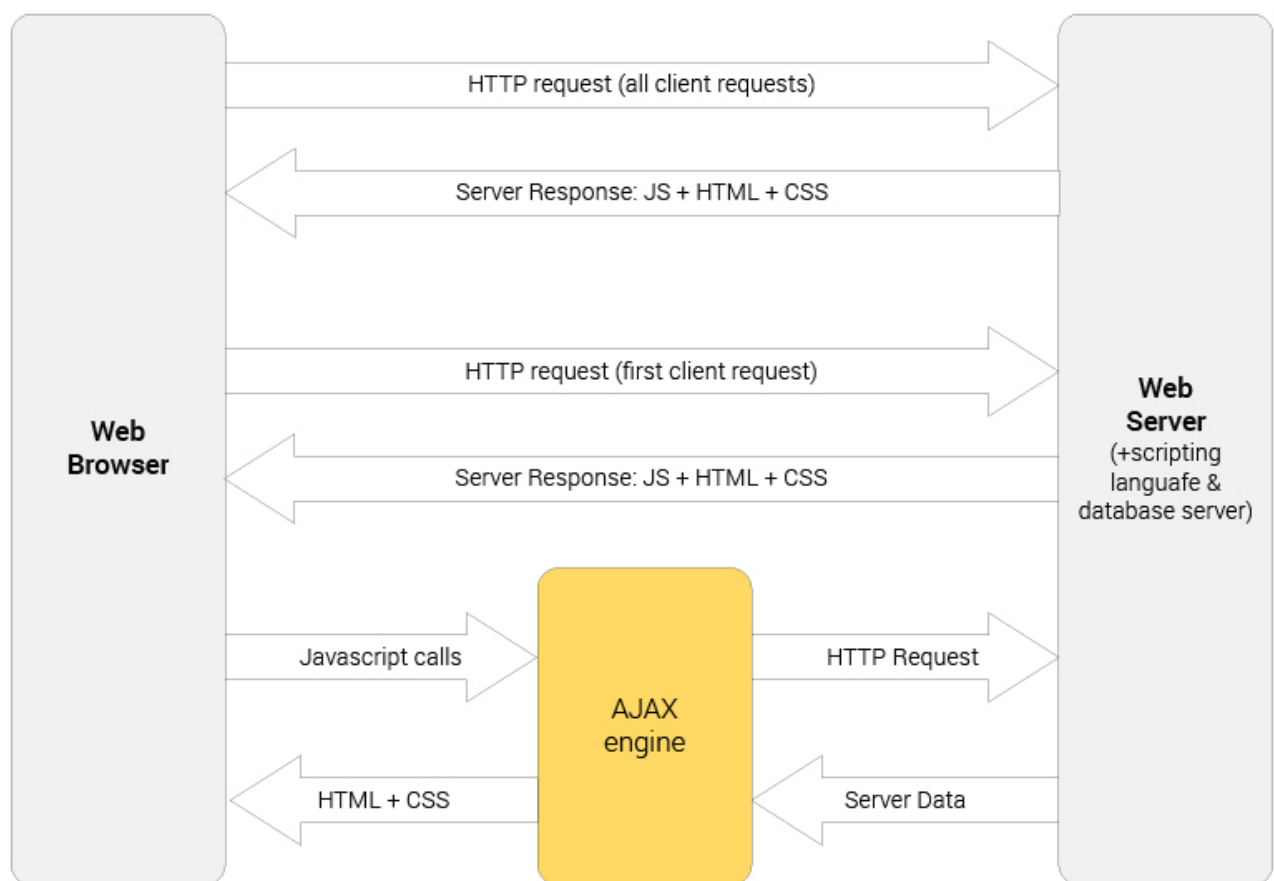 HTTP request (all client requests)
Server Response: JS + HTML + CSS
HTTP request (first client request)
Web
Browser
Web
Server
(+scripting
languafe &
database server)
Server Response: JS + HTML + CSS
Javascript calls
HTTP Request
AJAX
engine
HTML + CSS
Server Data